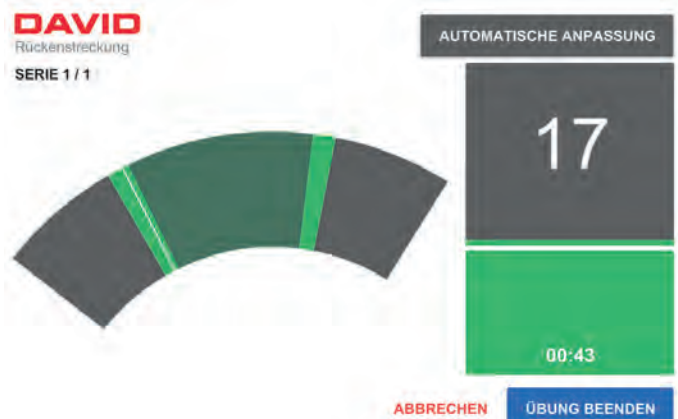 DAVID
Rückenstreckung
SERIE 1 / 1
AUTOMATISCHE ANPASSUNG
17
00:43
ABBRECHEN
ÜBUNG BEENDEN